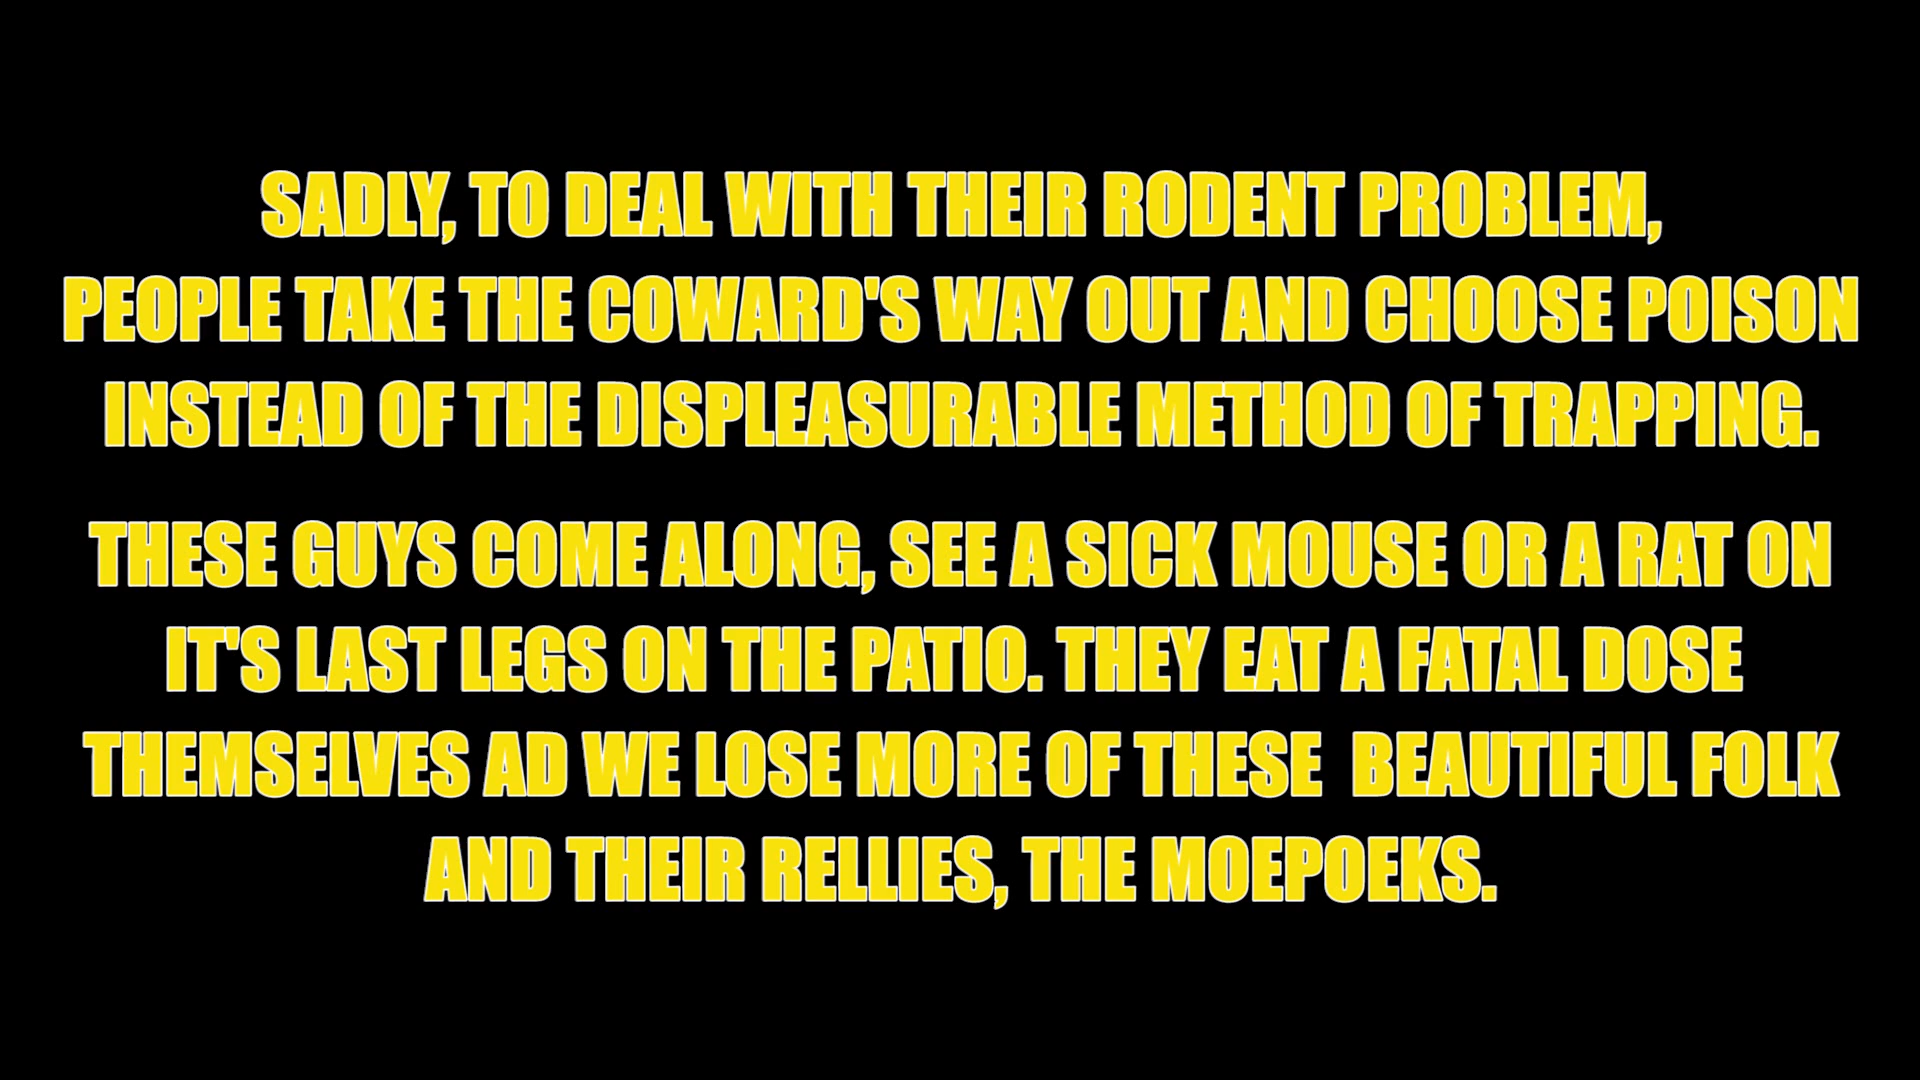 SADLY, TO DEAL WITH THEIR RODENT PROBLEM,
PEOPLE TAKE THE COWARD'S WAY OUT AND CHOOSE POISON
INSTEAD OF THE DISPLEASURABLE METHOD OF TRAPPING.
THESE GUYS COME ALONG, SEE A SICK MOUSE OR A RAT ON
IT'S LAST LEGS ON THE PATIO. THEY EAT A FATAL DOSE
THEMSELVES AD WE LOSE MORE OF THESE  BEAUTIFUL FOLK
AND THEIR RELLIES, THE MOEPOEKS.